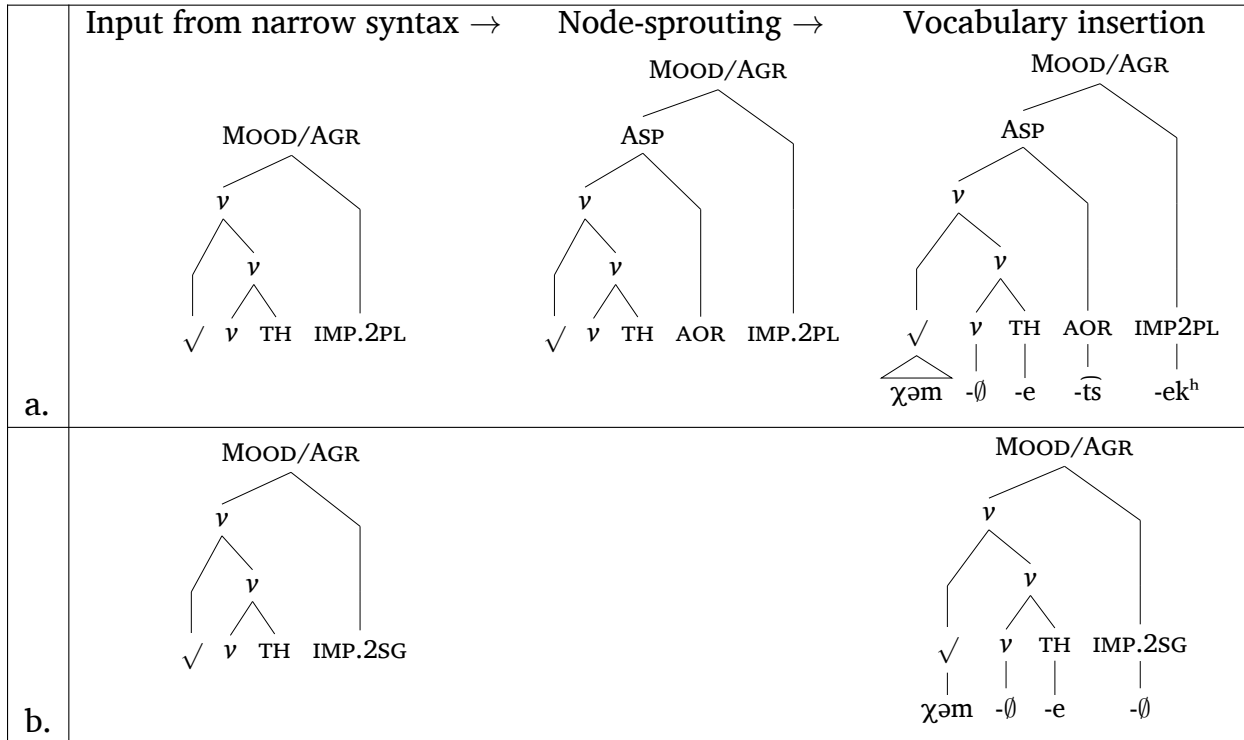 Input from narrow syntax → Node-sprouting → Vocabulary insertion
MOOD/AGR MOOD/AGR
MOOD/AGR ASP ASP
v v v
v v v
√ v TH IMP.2PL √ v TH AOR IMP.2PL √ v TH AOR IMP2PL
a. χəm -∅ -e -t͡s -ekʰ
MOOD/AGR MOOD/AGR
v v
v v
√ v TH IMP.2SG √ v TH IMP.2SG
b. χəm -∅ -e -∅